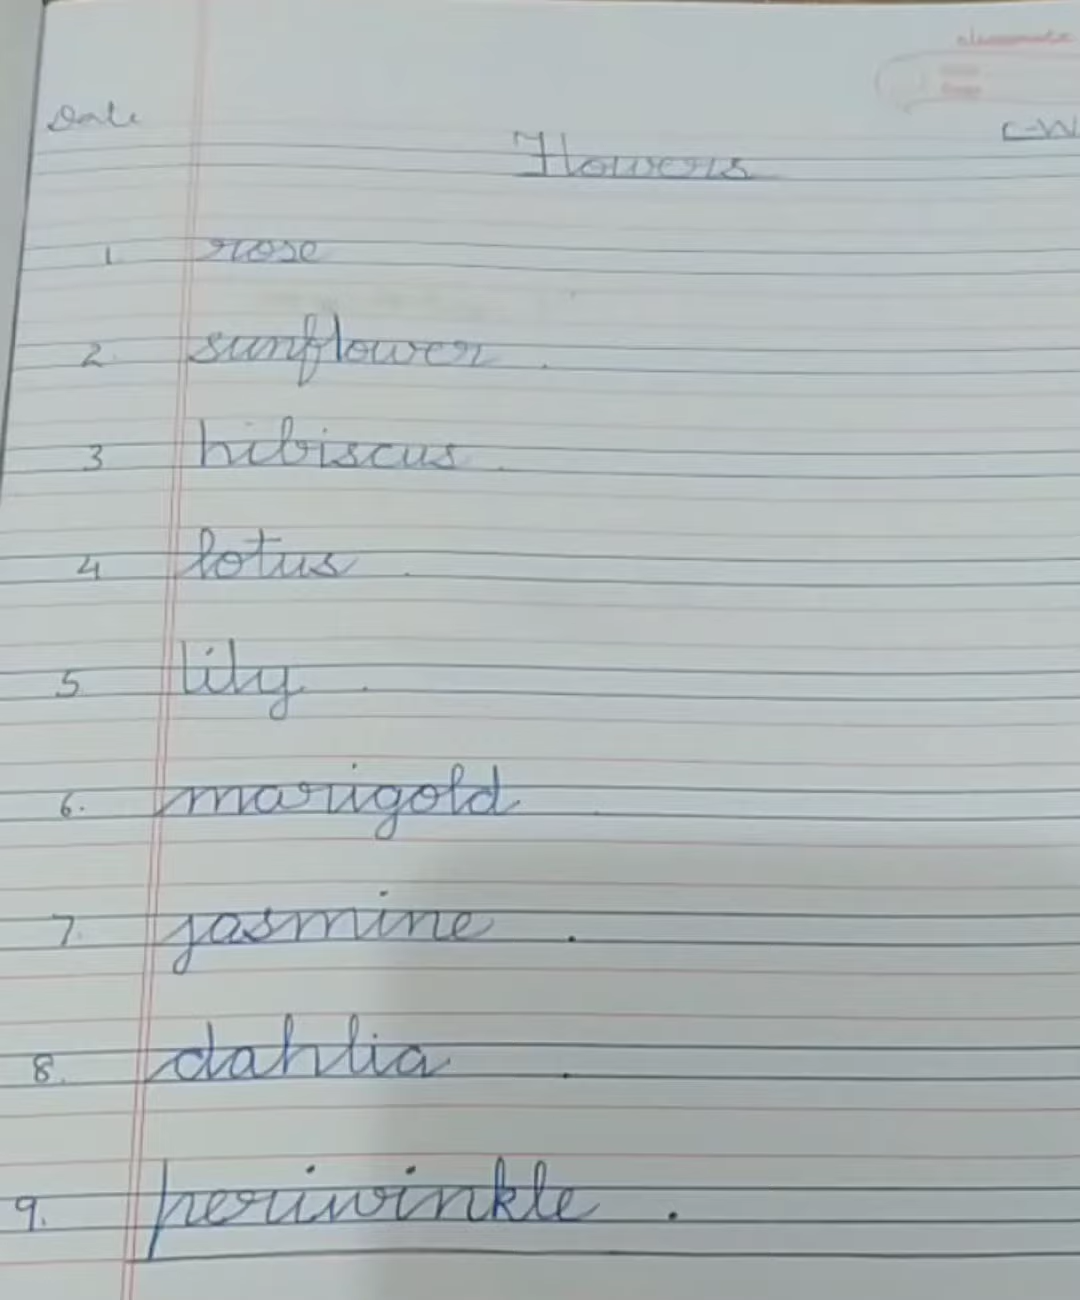 classmate
Date
C-W
Flowers
1. rose
2. sunflower .
3 hibiscus .
4 lotus .
5 lily .
6. marigold .
7. jasmine .
8. dahlia .
9. periwinkle .